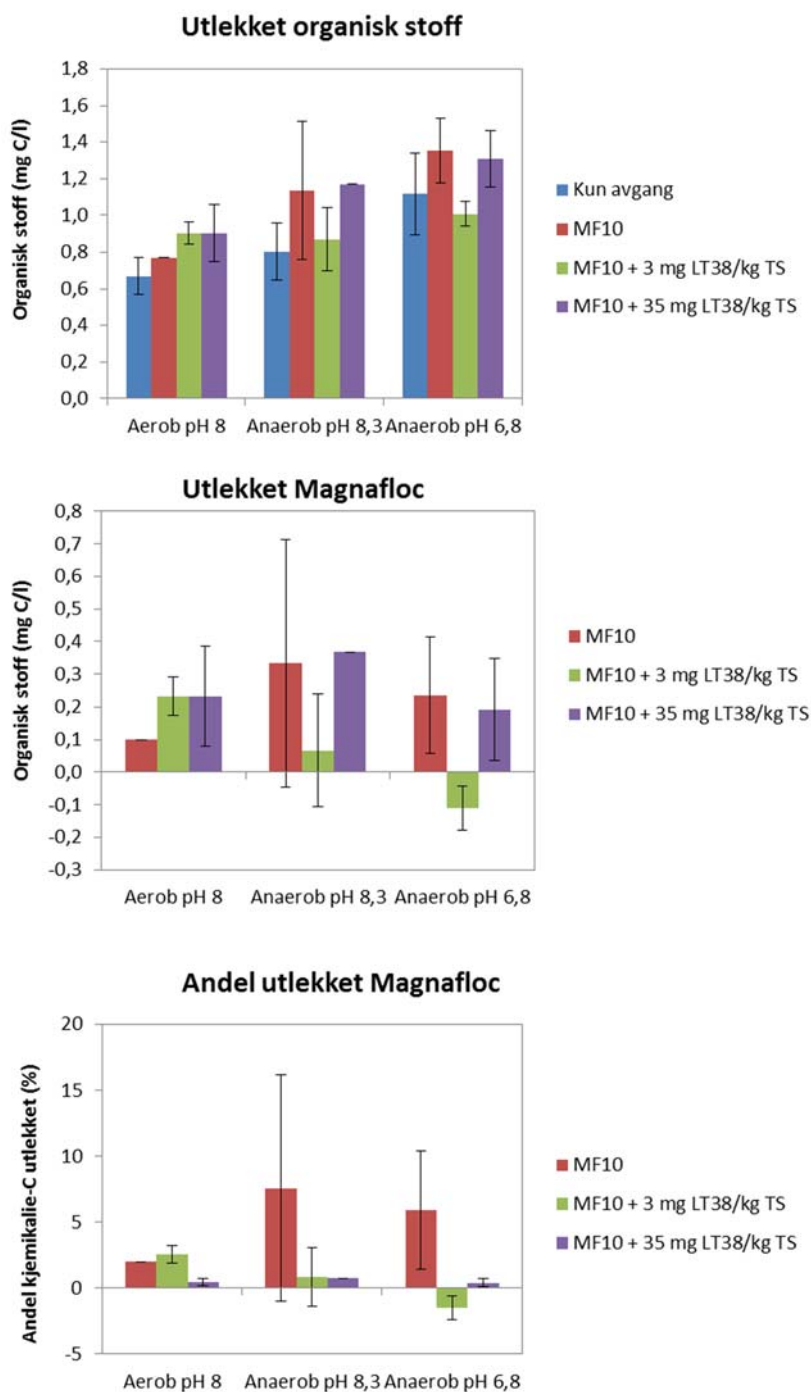 Utlekket organisk stoff
Organisk stoff (mg C/l)
1,8
1,6
1,4
1,2
1,0
0,8
0,6
0,4
0,2
0,0
Aerob pH 8 Anaerob pH 8,3 Anaerob pH 6,8
Kun avgang
MF10
MF10 + 3 mg LT38/kg TS
MF10 + 35 mg LT38/kg TS
Utlekket Magnafloc
Organisk stoff (mg C/l)
0,8
0,7
0,6
0,5
0,4
0,3
0,2
0,1
0,0
-0,1
-0,2
-0,3
Aerob pH 8 Anaerob pH 8,3 Anaerob pH 6,8
MF10
MF10 + 3 mg LT38/kg TS
MF10 + 35 mg LT38/kg TS
Andel utlekket Magnafloc
Andel kjemikalie-C utlekket (%)
20
15
10
5
0
-5
Aerob pH 8 Anaerob pH 8,3 Anaerob pH 6,8
MF10
MF10 + 3 mg LT38/kg TS
MF10 + 35 mg LT38/kg TS